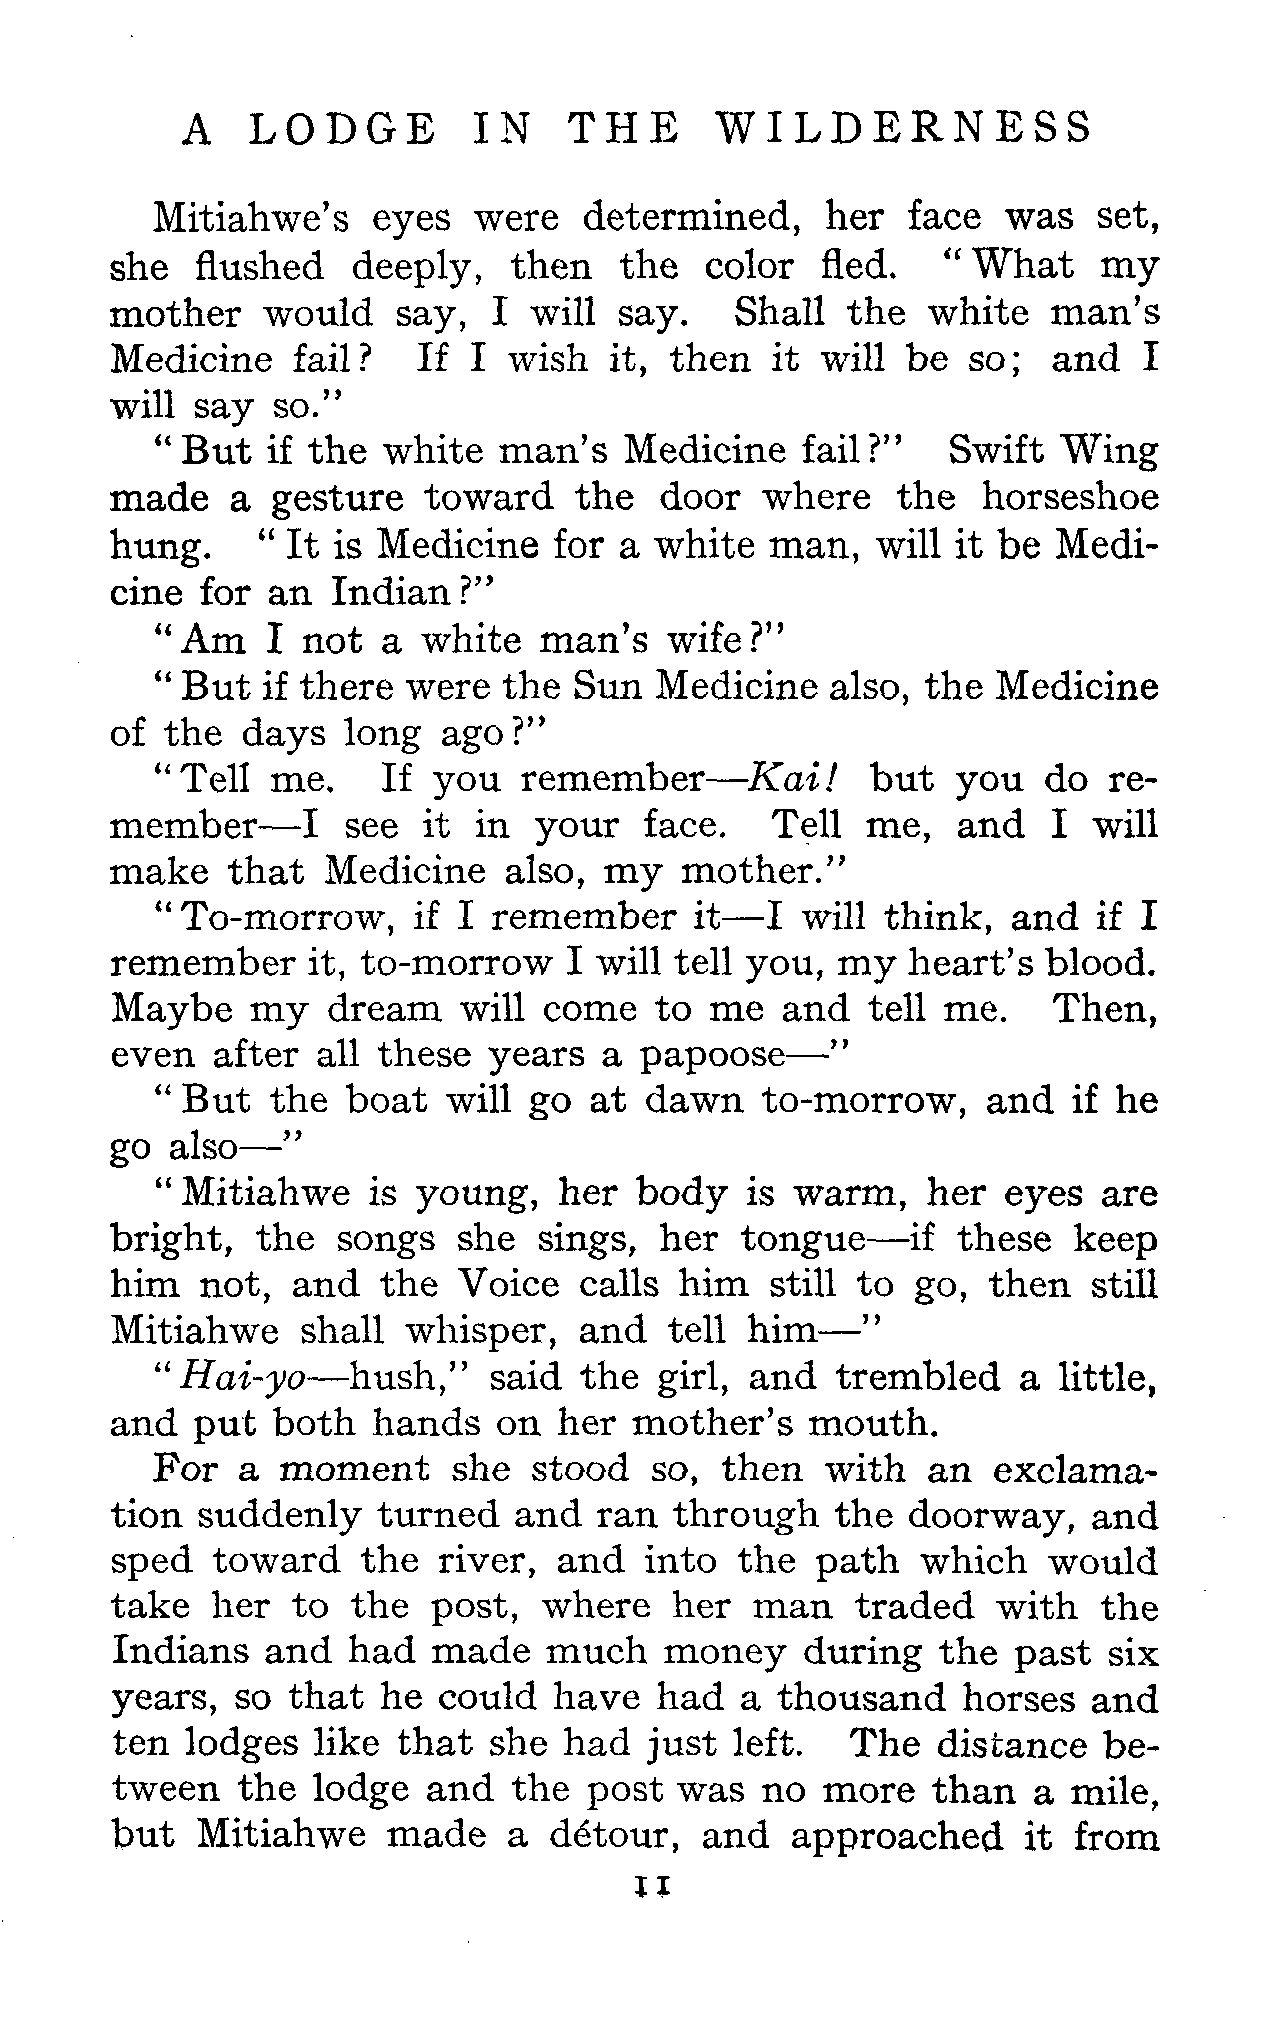 A LODGE IN THE WILDERNESS
Mitiahwe's eyes were determined, her face was set,
she flushed deeply, then the color fled. "What my
mother would say, I will say. Shall the white man's
Medicine fail? If I wish it, then it will be so; and I
will say so."
"But if the white man's Medicine fail?" Swift Wing
made a gesture toward the door where the horseshoe
hung. "It is Medicine for a white man, will it be Medi-
cine for an Indian?"
"Am I not a white man's wife?"
"But if there were the Sun Medicine also, the Medicine
of the days long ago?"
"Tell me. If you remember—Kai! but you do re-
member—I see it in your face. Tell me, and I will
make that Medicine also, my mother."
"To-morrow, if I remember it—I will think, and if I
remember it, to-morrow I will tell you, my heart's blood.
Maybe my dream will come to me and tell me. Then,
even after all these years a papoose—"
"But the boat will go at dawn to-morrow, and if he
go also—"
"Mitiahwe is young, her body is warm, her eyes are
bright, the songs she sings, her tongue—if these keep
him not, and the Voice calls him still to go, then still
Mitiahwe shall whisper, and tell him—"
"Hai-yo—hush," said the girl, and trembled a little,
and put both hands on her mother's mouth.
For a moment she stood so, then with an exclama-
tion suddenly turned and ran through the doorway, and
sped toward the river, and into the path which would
take her to the post, where her man traded with the
Indians and had made much money during the past six
years, so that he could have had a thousand horses and
ten lodges like that she had just left. The distance be-
tween the lodge and the post was no more than a mile,
but Mitiahwe made a détour, and approached it from
11